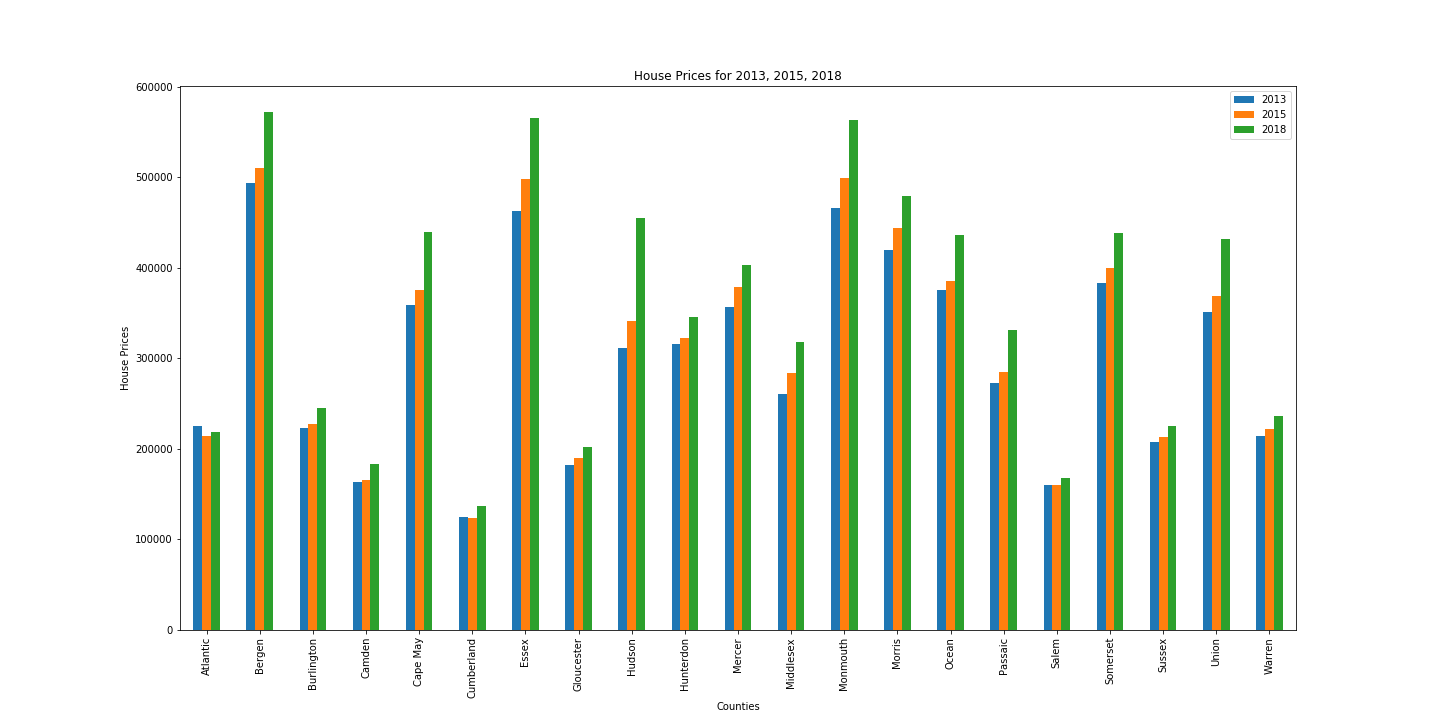 House Prices for 2013, 2015, 2018
600000
500000
400000
300000
200000
100000
0
House Prices
2013
2015
2018
Atlantic
Bergen
Burlington
Camden
Cape May
Cumberland
Essex
Gloucester
Hudson
Hunterdon
Mercer
Middlesex
Monmouth
Morris
Ocean
Passaic
Salem
Somerset
Sussex
Union
Warren
Counties